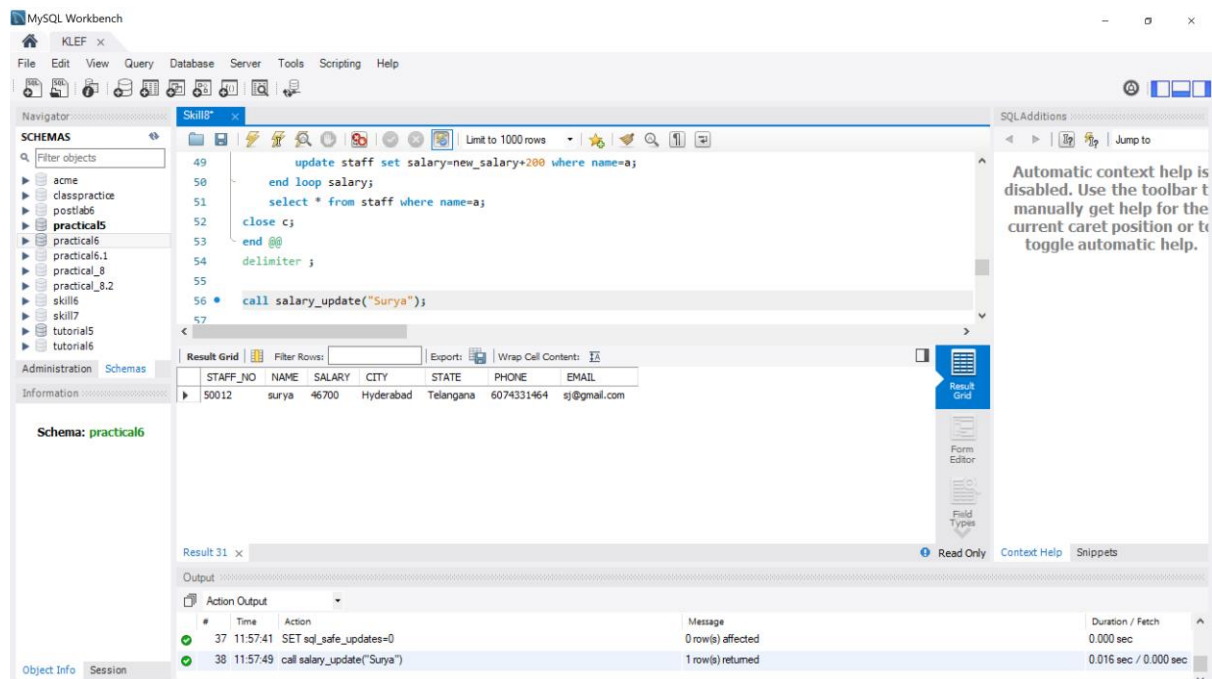 MySQL Workbench
KLEF ×
File Edit View Query Database Server Tools Scripting Help
Navigator
SCHEMAS
Filter objects
acme
classpractice
postlab6
practical5
practical6
practical6.1
practical_8
practical_8.2
skill6
skill7
tutorial5
tutorial6
Administration Schemas
Information
Schema: practical6
Object Info Session
Skill8* ×
Limit to 1000 rows
49 update staff set salary=new_salary+200 where name=a;
50 end loop salary;
51 select * from staff where name=a;
52 close c;
53 end @@
54 delimiter ;
55
56 call salary_update("Surya");
57
Result Grid Filter Rows: Export: Wrap Cell Content:
STAFF_NO NAME SALARY CITY STATE PHONE EMAIL
50012 surya 46700 Hyderabad Telangana 6074331464 sj@gmail.com
Result Grid
Form Editor
Field Types
Result 31 × Read Only
Output
Action Output
# Time Action Message Duration / Fetch
37 11:57:41 SET sql_safe_updates=0 0 row(s) affected 0.000 sec
38 11:57:49 call salary_update("Surya") 1 row(s) returned 0.016 sec / 0.000 sec
SQLAdditions
Jump to
Automatic context help is
disabled. Use the toolbar t
manually get help for the
current caret position or to
toggle automatic help.
Context Help Snippets